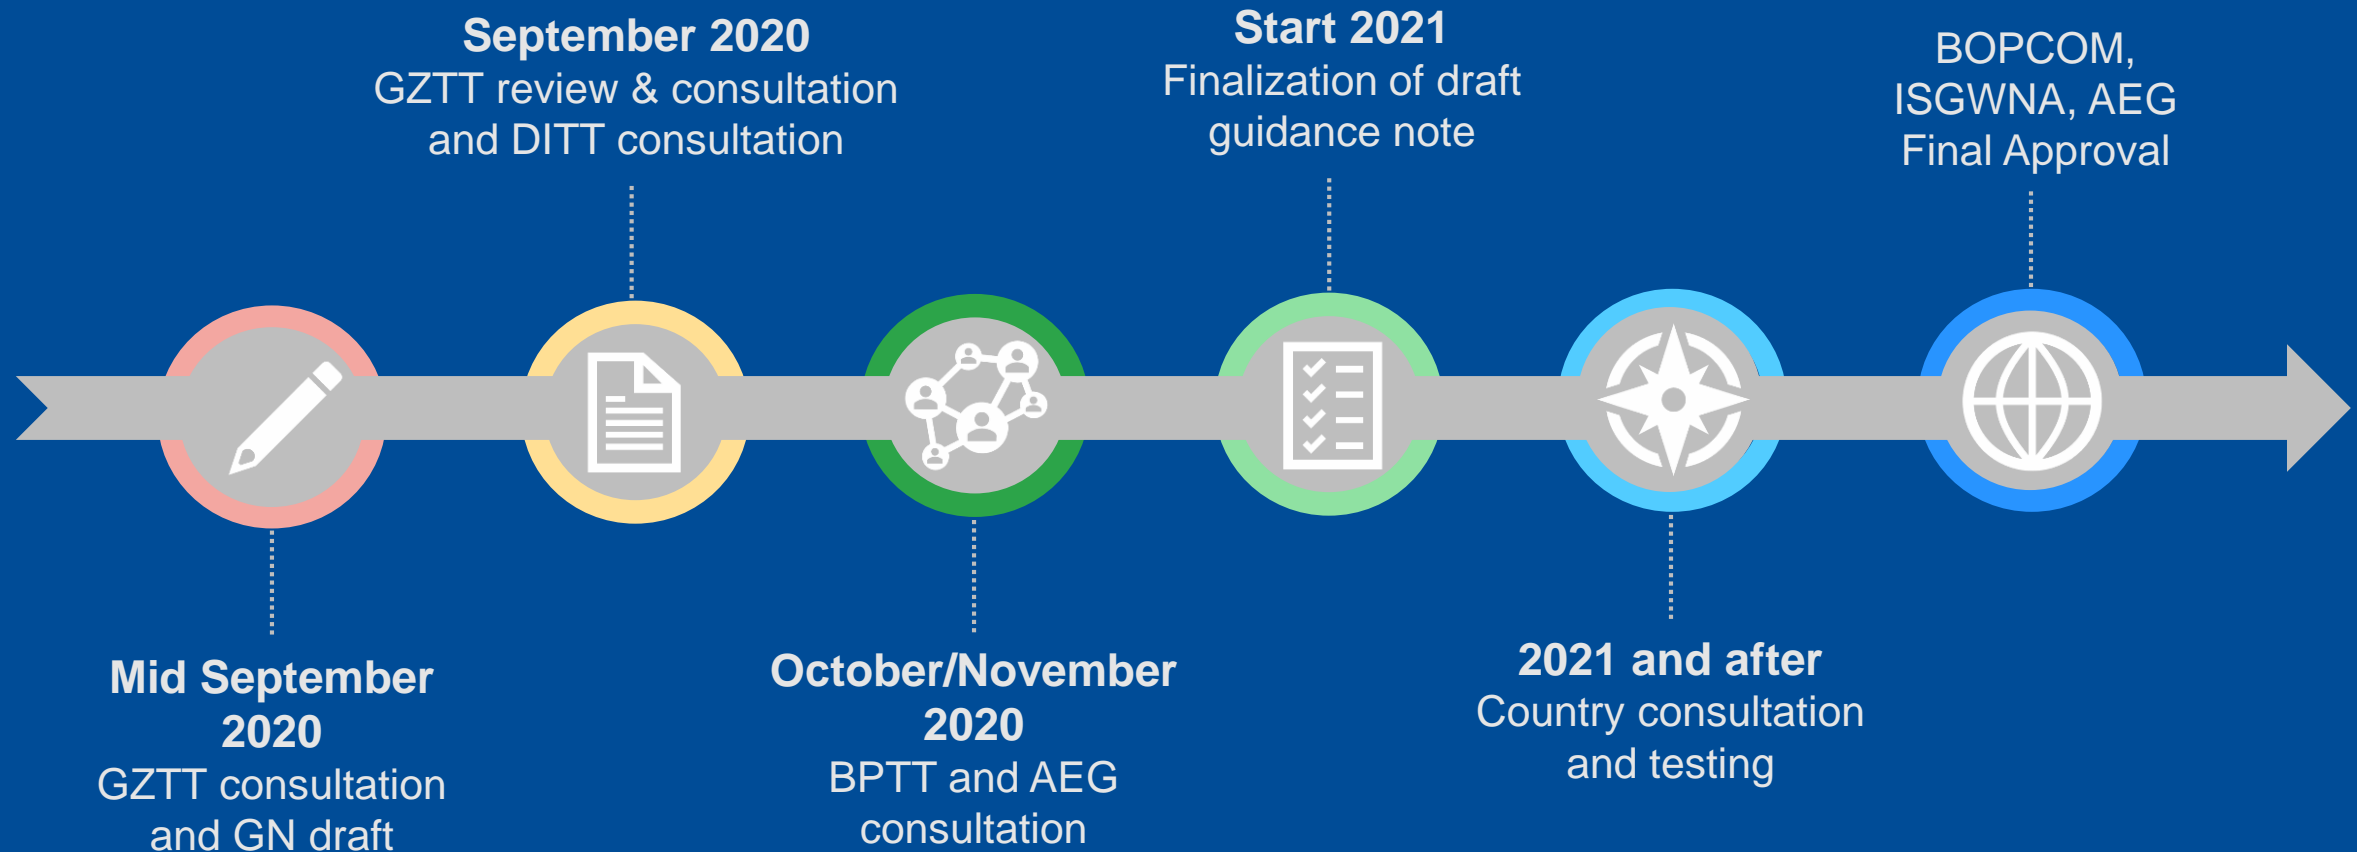 Mid September
2020
GZTT consultation
and GN draft
September 2020
GZTT review & consultation
and DITT consultation
October/November
2020
BPTT and AEG
consultation
Start 2021
Finalization of draft
guidance note
2021 and after
Country consultation
and testing
BOPCOM,
ISGWNA, AEG
Final Approval